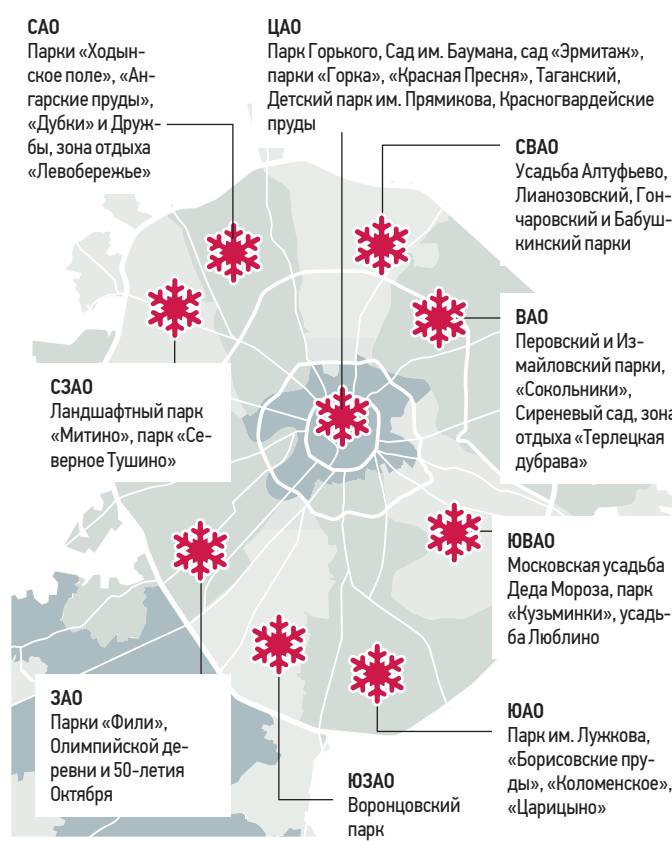 САО
Парки «Ходын-
ское поле», «Ан-
гарские пруды»,
«Дубки» и Друж-
бы, зона отдыха
«Левобережье»
ЦАО
Парк Горького, Сад им. Баумана, сад «Эрмитаж»,
парки «Горка», «Красная Пресня», Таганский,
Детский парк им. Прямикова, Красногвардейские
пруды
СВАО
Усадьба Алтуфьево,
Лианозовский, Гон-
чаровский и Бабуш-
кинский парки
ВАО
Перовский и Из-
майловский парки,
«Сокольники»,
Сиреневый сад, зона
отдыха «Терлецкая
дубрава»
СЗАО
Ландшафтный парк
«Митино», парк «Се-
верное Тушино»
ЮВАО
Московская усадьба
Деда Мороза, парк
«Кузьминки», усадь-
ба Люблино
ЗАО
Парки «Фили»,
Олимпийской де-
ревни и 50-летия
Октября
ЮЗАО
Воронцовский
парк
ЮАО
Парк им. Лужкова,
«Борисовские пру-
ды», «Коломенское»,
«Царицыно»